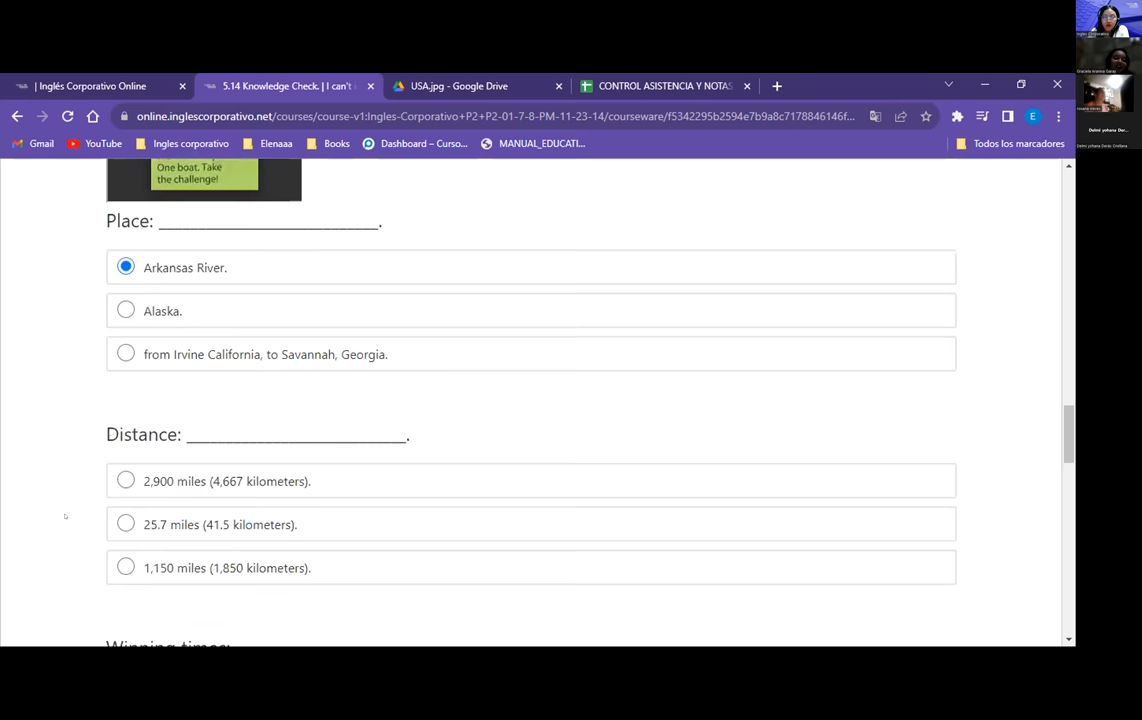 | Inglés Corporativo Online
5.14 Knowledge Check. | I can't
USA.jpg - Google Drive
CONTROL ASISTENCIA Y NOTAS
online.inglescorporativo.net/courses/course-v1:Ingles-Corporativo+P2+P2-01-7-8-PM-11-23-14/courseware/f5342295b2594e7b9a8c7178846146f...
E
Gmail
YouTube
Ingles corporativo
Elenaaa
Books
Dashboard – Curso...
MANUAL_EDUCATI...
Todos los marcadores
One boat. Take
the challenge!
Place: ____________________________.
Arkansas River.
Alaska.
from Irvine California, to Savannah, Georgia.
Distance: ____________________________.
2,900 miles (4,667 kilometers).
25.7 miles (41.5 kilometers).
1,150 miles (1,850 kilometers).
Winning times: